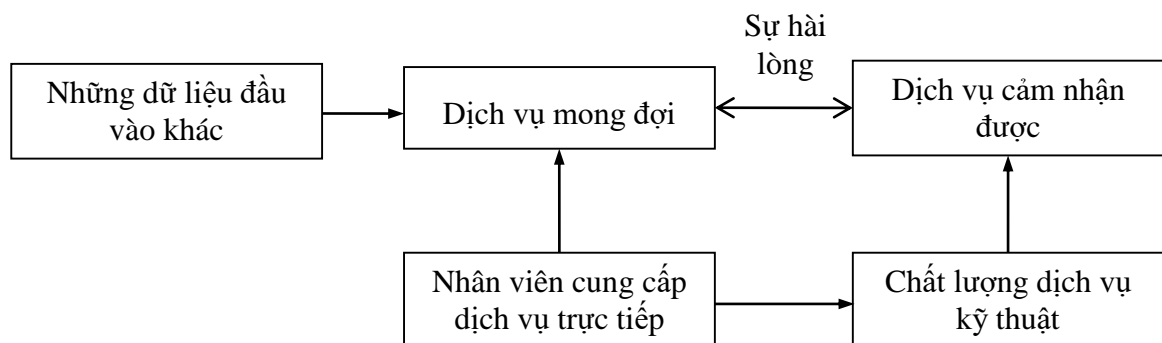 Sự hài
lòng
Những dữ liệu đầu
vào khác
Dịch vụ mong đợi
Dịch vụ cảm nhận
được
Nhân viên cung cấp
dịch vụ trực tiếp
Chất lượng dịch vụ
kỹ thuật